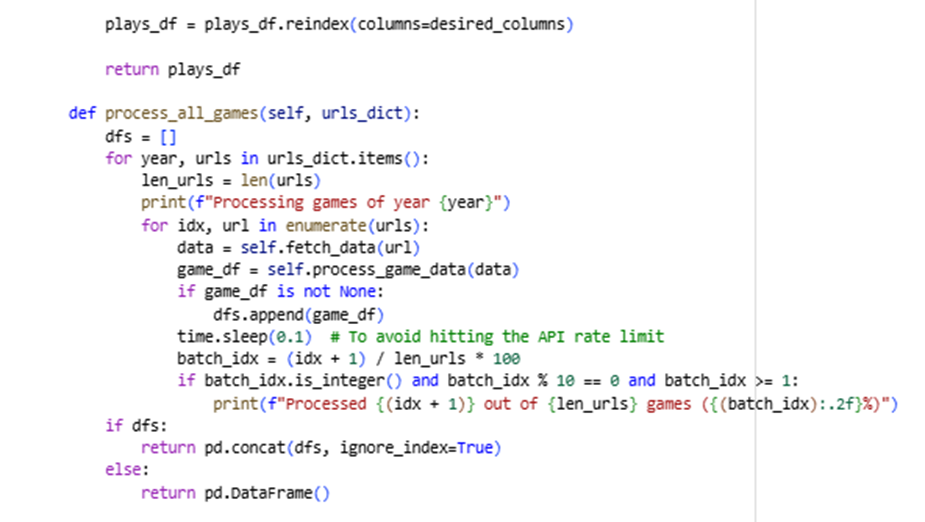 plays_df = plays_df.reindex(columns=desired_columns)

        return plays_df

    def process_all_games(self, urls_dict):
        dfs = []
        for year, urls in urls_dict.items():
            len_urls = len(urls)
            print(f"Processing games of year {year}")
            for idx, url in enumerate(urls):
                data = self.fetch_data(url)
                game_df = self.process_game_data(data)
                if game_df is not None:
                    dfs.append(game_df)
                time.sleep(0.1)  # To avoid hitting the API rate limit
                batch_idx = (idx + 1) / len_urls * 100
                if batch_idx.is_integer() and batch_idx % 10 == 0 and batch_idx >= 1:
                    print(f"Processed {(idx + 1)} out of {len_urls} games ({(batch_idx):.2f}%)")
        if dfs:
            return pd.concat(dfs, ignore_index=True)
        else:
            return pd.DataFrame()